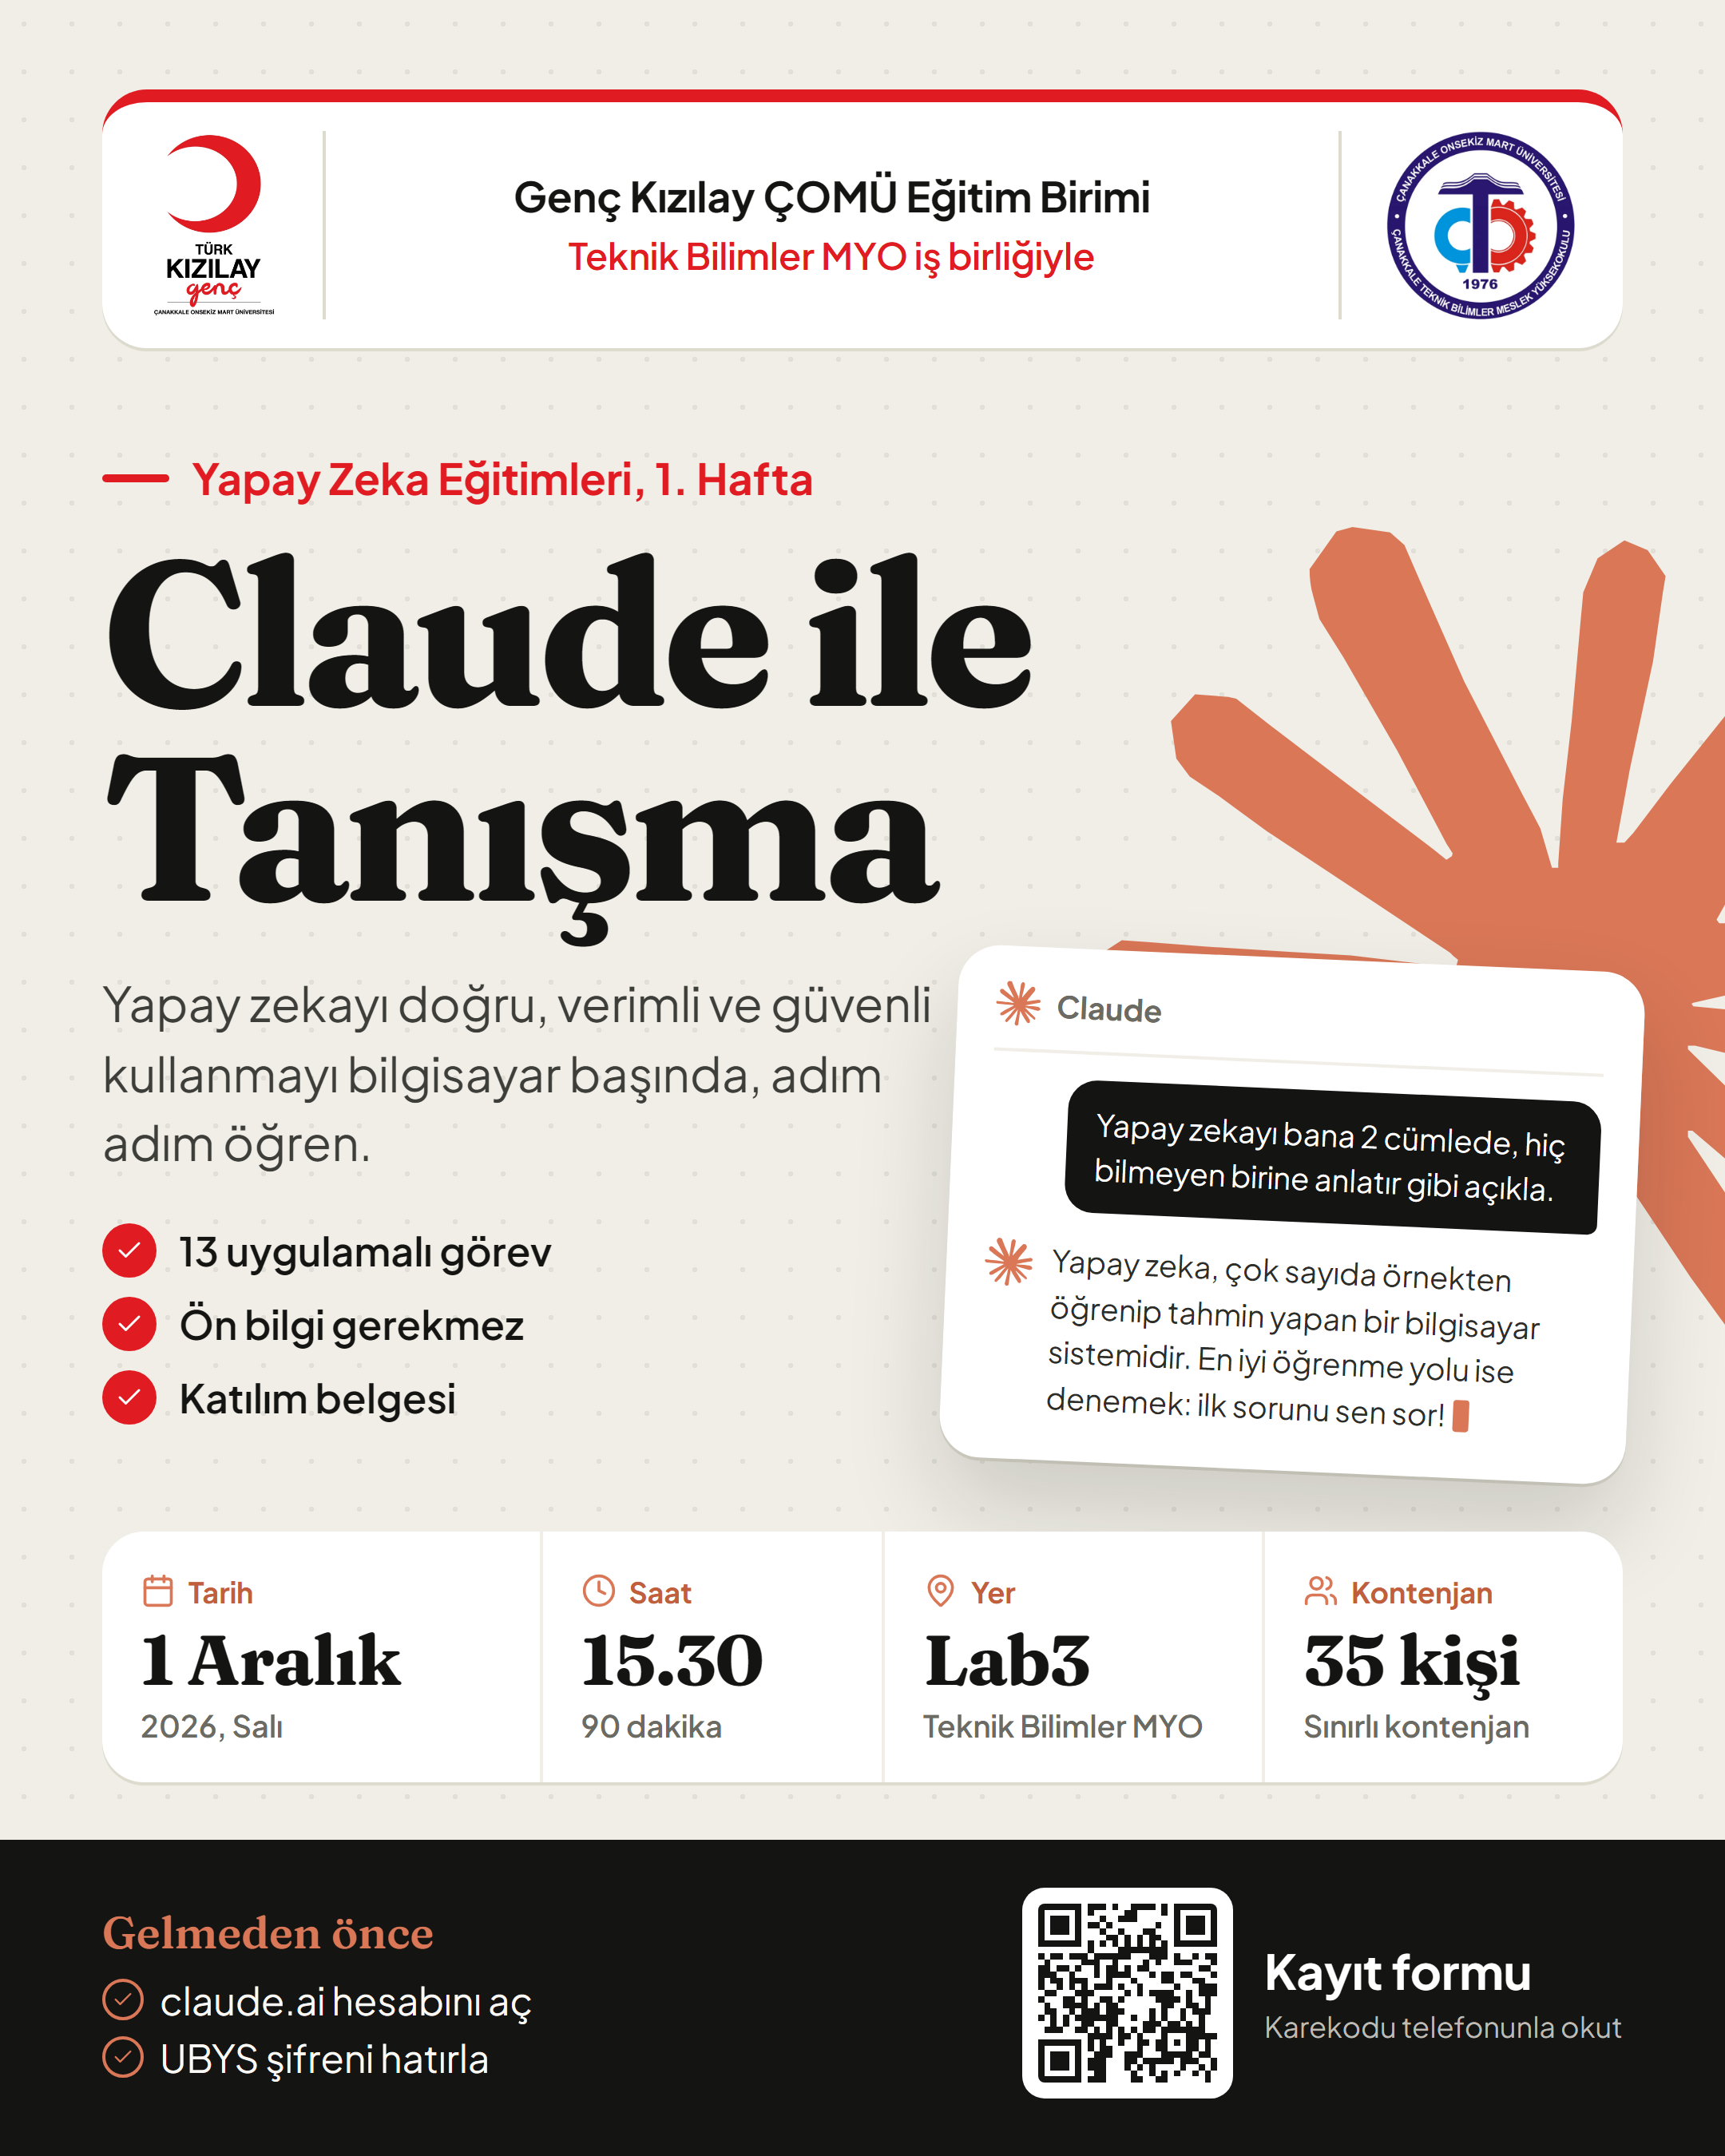 TÜRK
KIZILAY
genç
ÇANAKKALE ONSEKİZ MART ÜNİVERSİTESİ
Genç Kızılay ÇOMÜ Eğitim Birimi
Teknik Bilimler MYO iş birliğiyle
ÇANAKKALE ONSEKİZ MART ÜNİVERSİTESİ
1976
ÇANAKKALE TEKNİK BİLİMLER MESLEK YÜKSEKOKULU
Yapay Zeka Eğitimleri, 1. Hafta
Claude ile
Tanışma
Yapay zekayı doğru, verimli ve güvenli
kullanmayı bilgisayar başında, adım
adım öğren.
13 uygulamalı görev
Ön bilgi gerekmez
Katılım belgesi
Claude
Yapay zekayı bana 2 cümlede, hiç
bilmeyen birine anlatır gibi açıkla.
Yapay zeka, çok sayıda örnekten
öğrenip tahmin yapan bir bilgisayar
sistemidir. En iyi öğrenme yolu ise
denemek: ilk sorunu sen sor!
Tarih
1 Aralık
2026, Salı
Saat
15.30
90 dakika
Yer
Lab3
Teknik Bilimler MYO
Kontenjan
35 kişi
Sınırlı kontenjan
Gelmeden önce
claude.ai hesabını aç
UBYS şifreni hatırla
Kayıt formu
Karekodu telefonunla okut